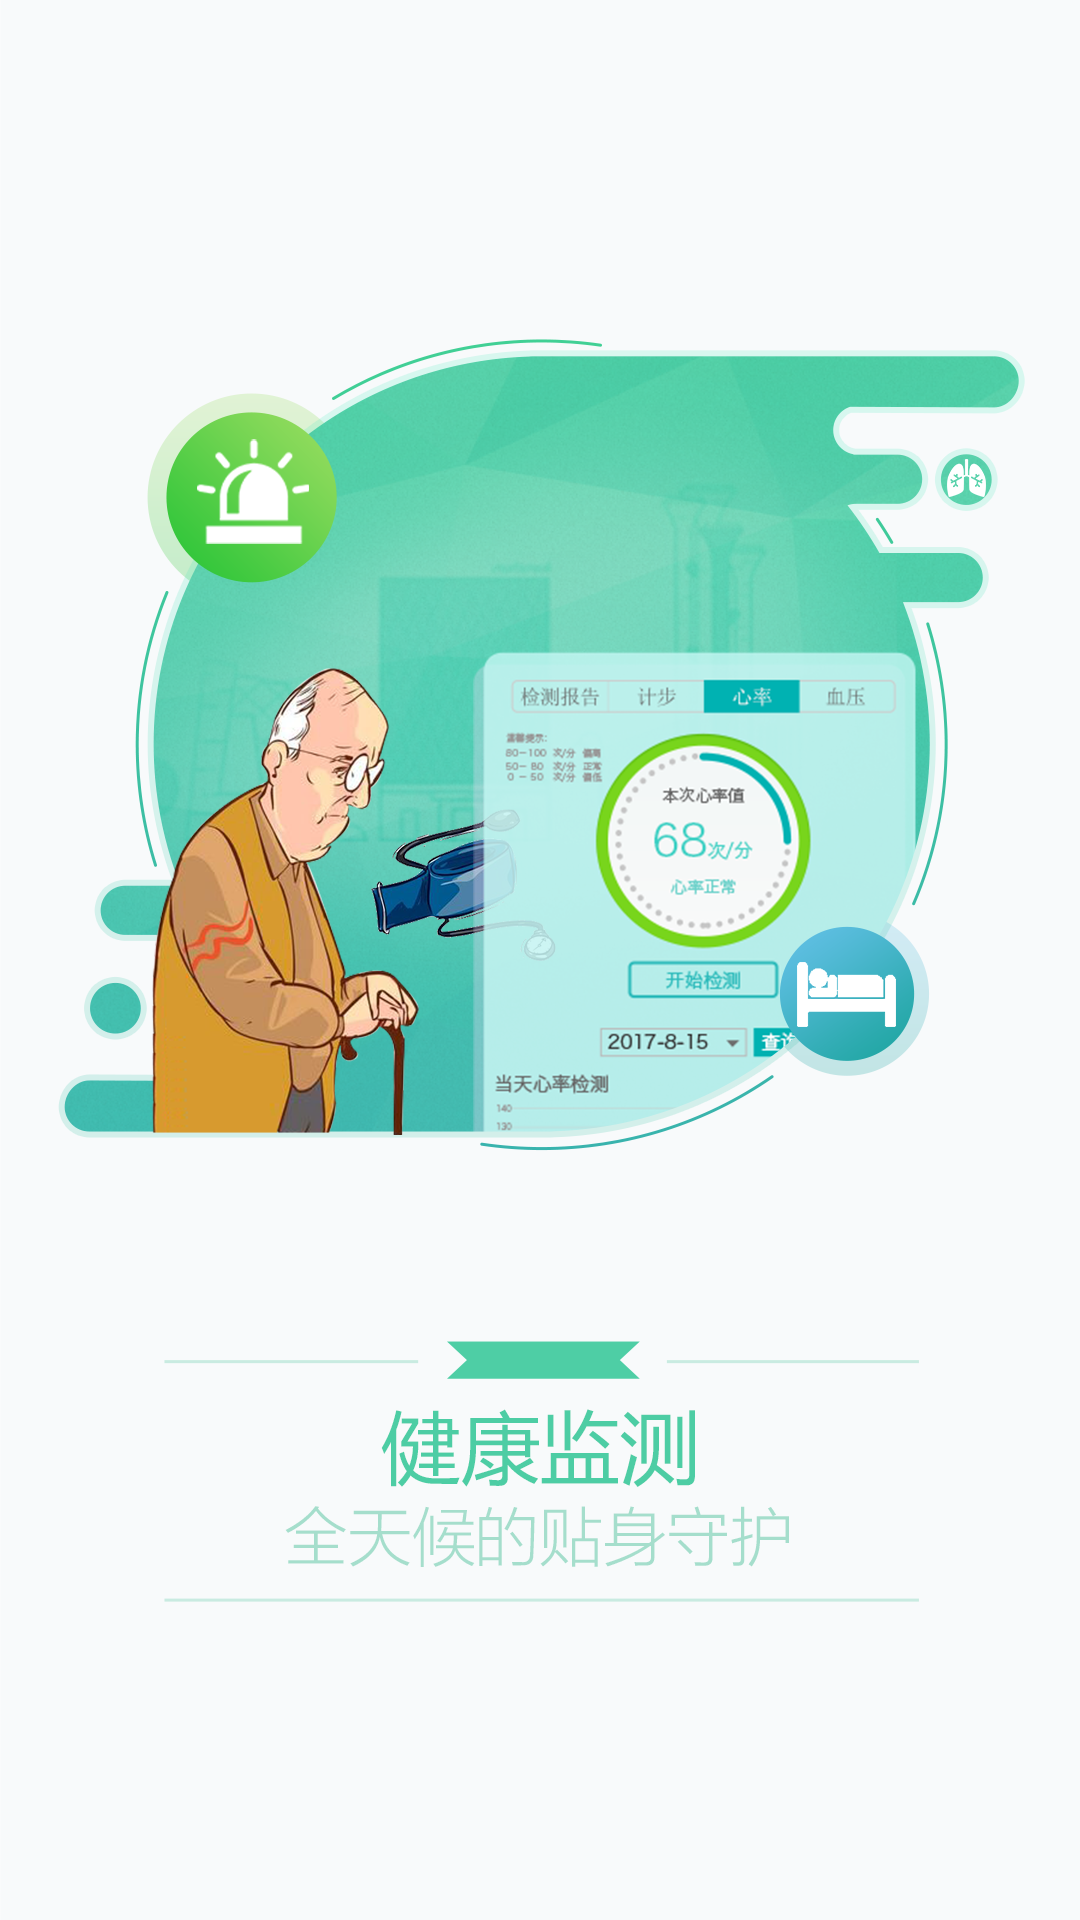 检测报告 计步 心率 血压
温馨提示:
80—100 次/分 偏高
50— 80 次/分 正常
0 — 50 次/分 偏低
本次心率值
68次/分
心率正常
开始检测
2017-8-15 查询
当天心率检测
140
130
健康监测
全天候的贴身守护